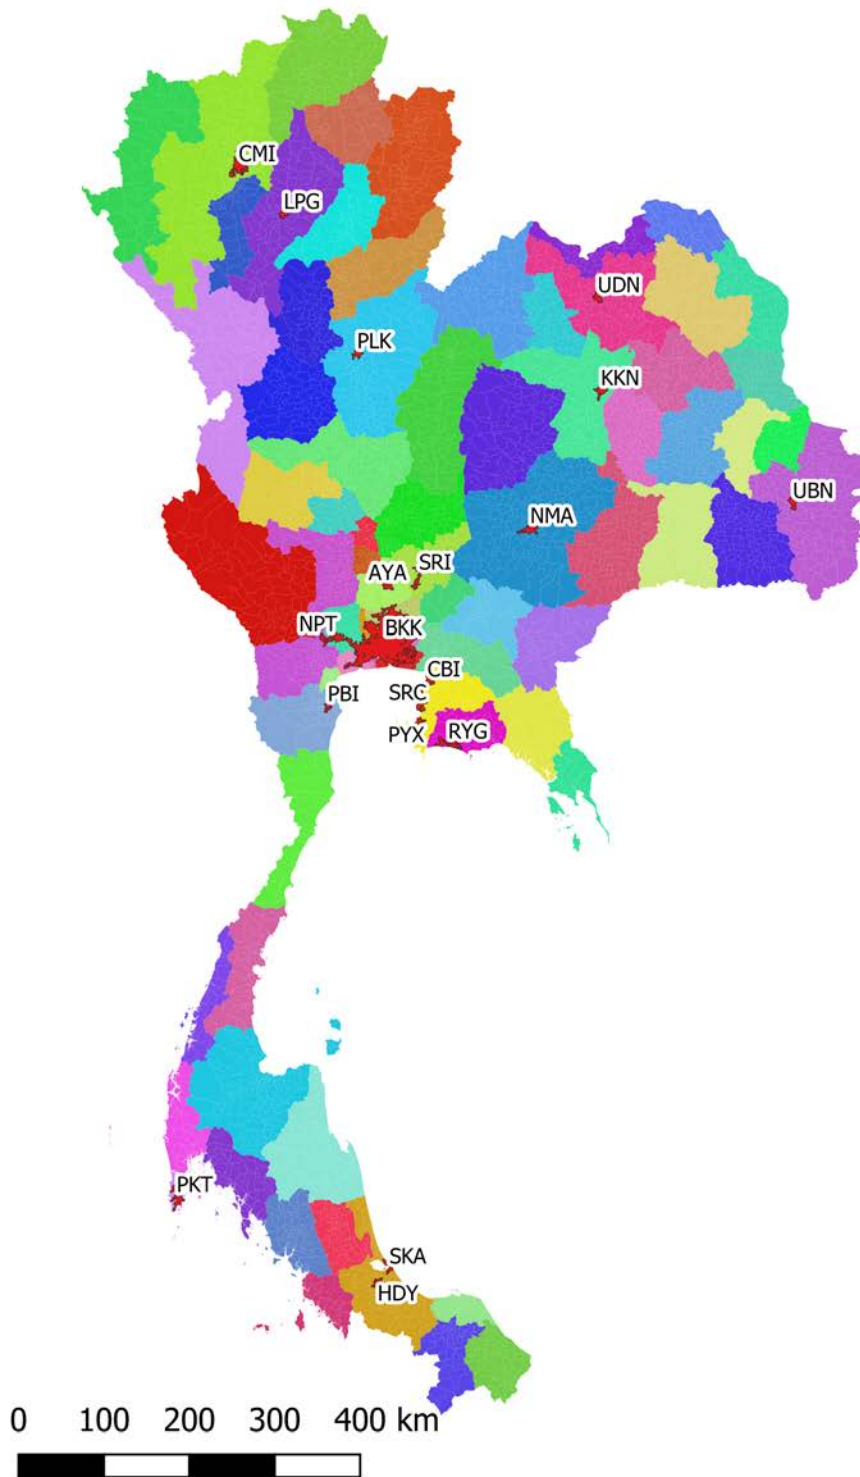 CMI
LPG
UDN
PLK
KKN
UBN
NMA
AYA SRI
NPT BKK
CBI
PBI SRC
PYX RYG
PKT
SKA
HDY
0 100 200 300 400 km